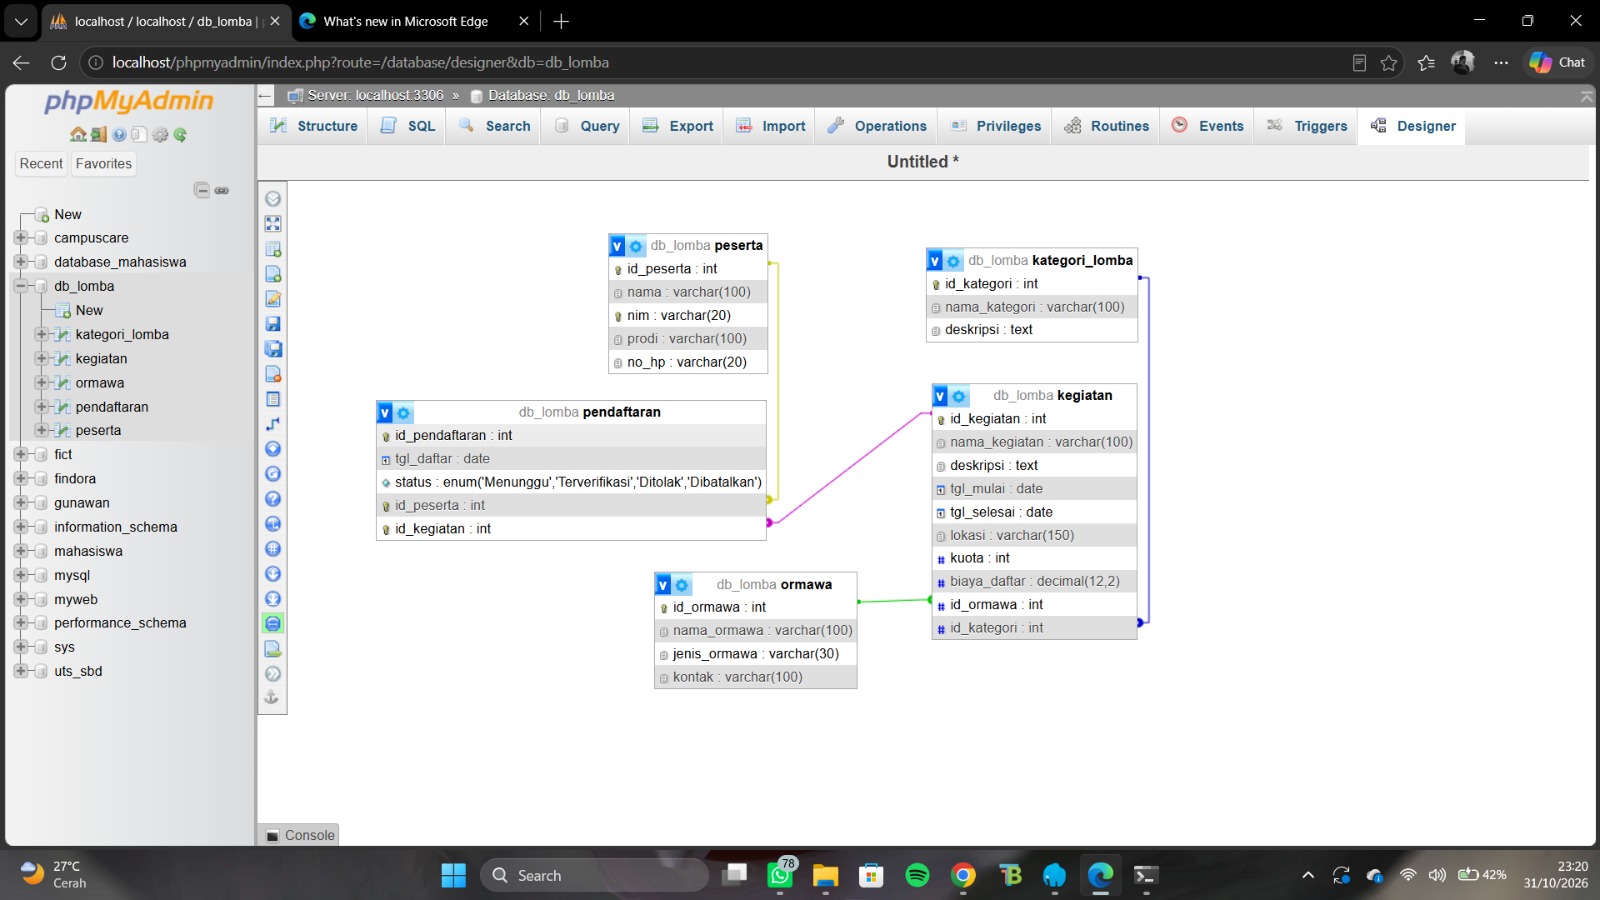 localhost / localhost / db_lomba |
What's new in Microsoft Edge
localhost/phpmyadmin/index.php?route=/database/designer&db=db_lomba
Chat
phpMyAdmin
Recent
Favorites
New
campuscare
database_mahasiswa
db_lomba
New
kategori_lomba
kegiatan
ormawa
pendaftaran
peserta
fict
findora
gunawan
information_schema
mahasiswa
mysql
myweb
performance_schema
sys
uts_sbd
Server: localhost:3306 » Database: db_lomba
Structure
SQL
Search
Query
Export
Import
Operations
Privileges
Routines
Events
Triggers
Designer
Untitled *
v db_lomba peserta
id_peserta : int
nama : varchar(100)
nim : varchar(20)
prodi : varchar(100)
no_hp : varchar(20)
v db_lomba kategori_lomba
id_kategori : int
nama_kategori : varchar(100)
deskripsi : text
v db_lomba pendaftaran
id_pendaftaran : int
tgl_daftar : date
status : enum('Menunggu','Terverifikasi','Ditolak','Dibatalkan')
id_peserta : int
id_kegiatan : int
v db_lomba kegiatan
id_kegiatan : int
nama_kegiatan : varchar(100)
deskripsi : text
tgl_mulai : date
tgl_selesai : date
lokasi : varchar(150)
# kuota : int
# biaya_daftar : decimal(12,2)
# id_ormawa : int
# id_kategori : int
v db_lomba ormawa
id_ormawa : int
nama_ormawa : varchar(100)
jenis_ormawa : varchar(30)
kontak : varchar(100)
Console
27°C
Cerah
Search
78
42%
23:20
31/10/2026